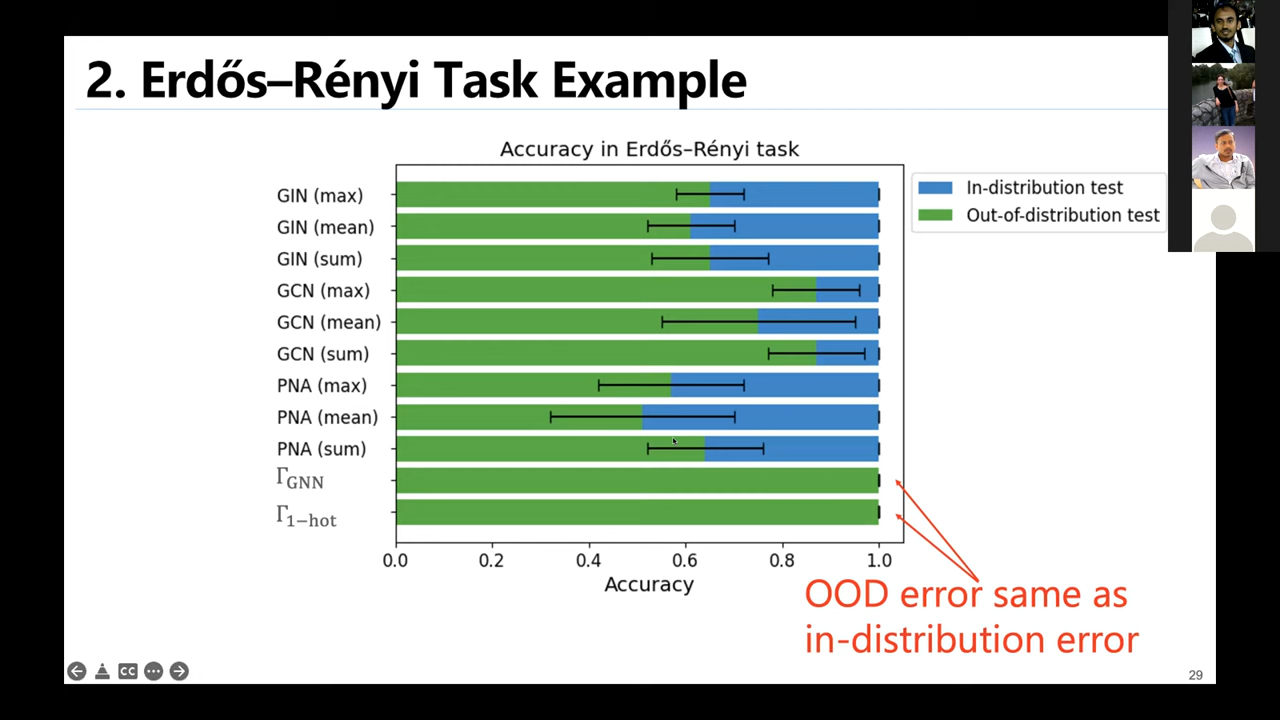 2. Erdős–Rényi Task Example
Accuracy in Erdős–Rényi task
In-distribution test
Out-of-distribution test
GIN (max)
GIN (mean)
GIN (sum)
GCN (max)
GCN (mean)
GCN (sum)
PNA (max)
PNA (mean)
PNA (sum)
Γ_GNN
Γ_1−hot
0.0 0.2 0.4 0.6 0.8 1.0
Accuracy
OOD error same as
in-distribution error
CC
29